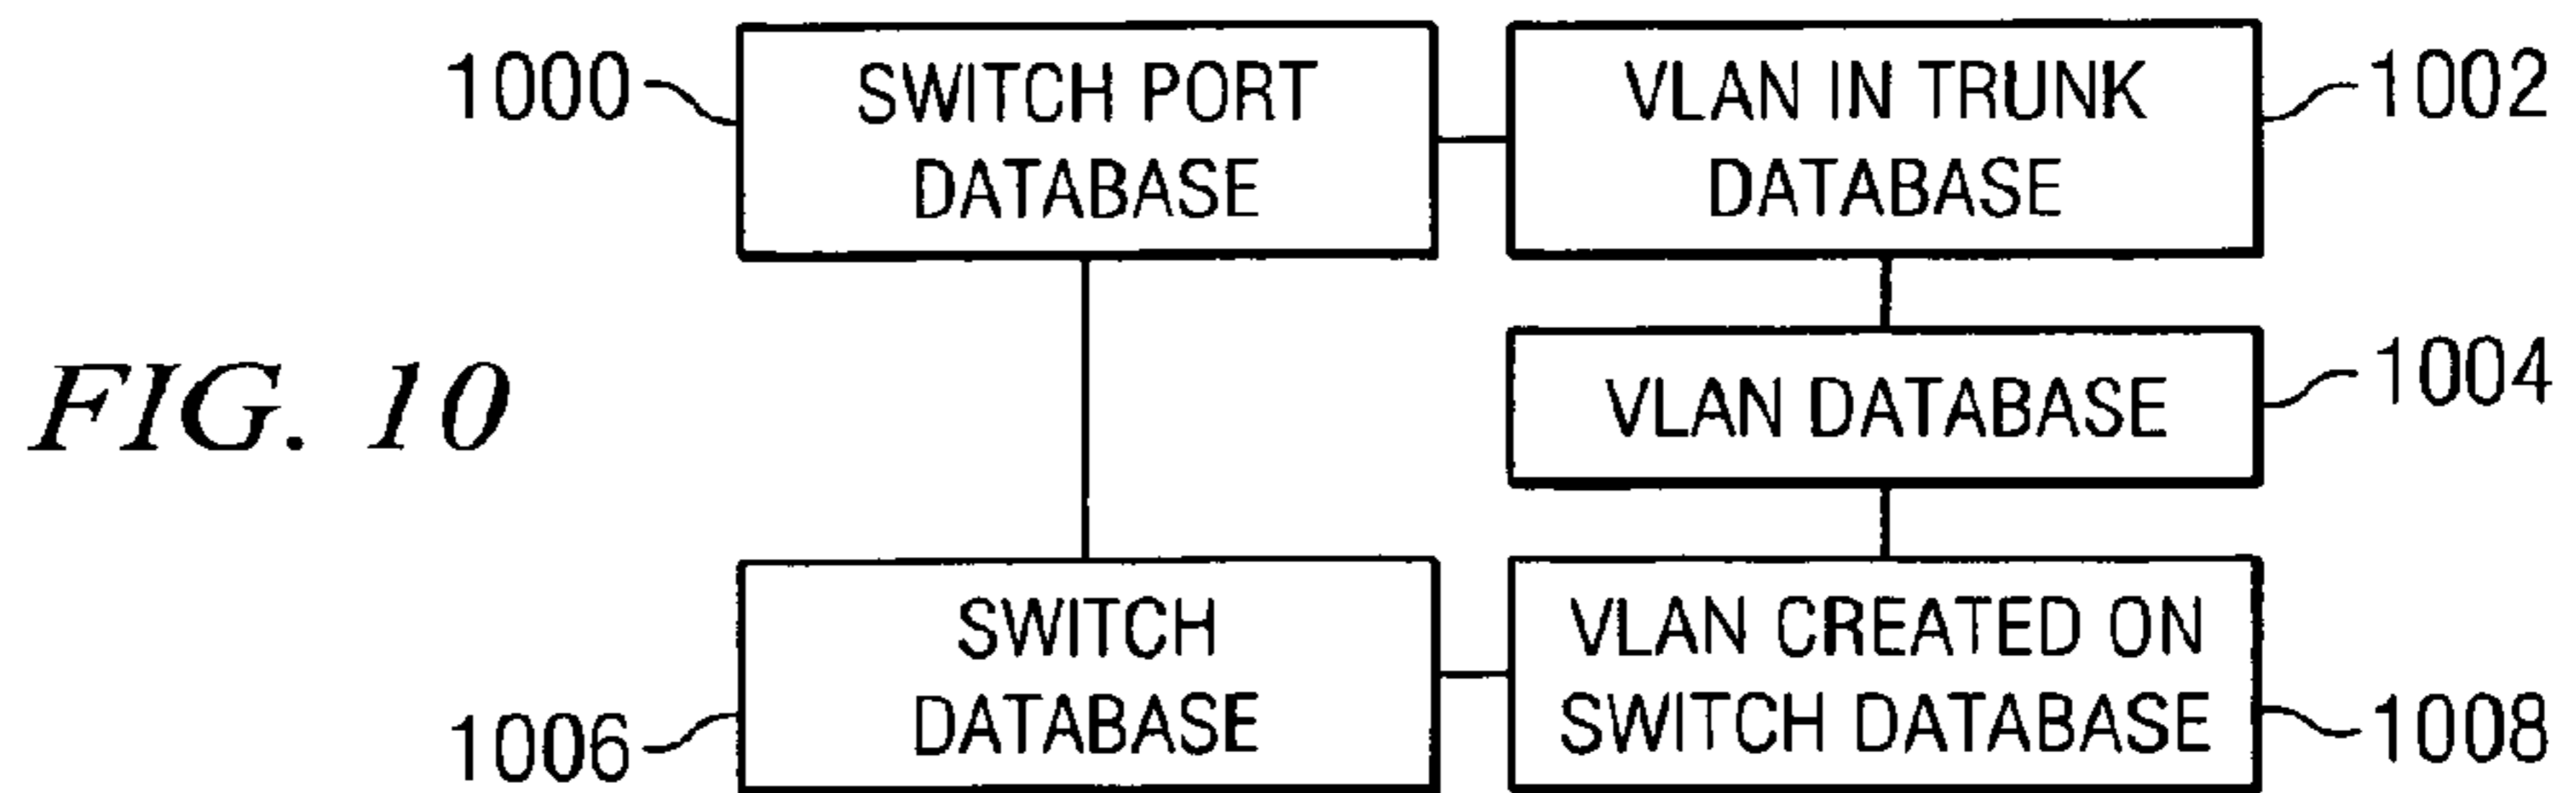 1000
SWITCH PORT
DATABASE
VLAN IN TRUNK
DATABASE
1002
FIG. 10
VLAN DATABASE
1004
1006
SWITCH
DATABASE
VLAN CREATED ON
SWITCH DATABASE
1008